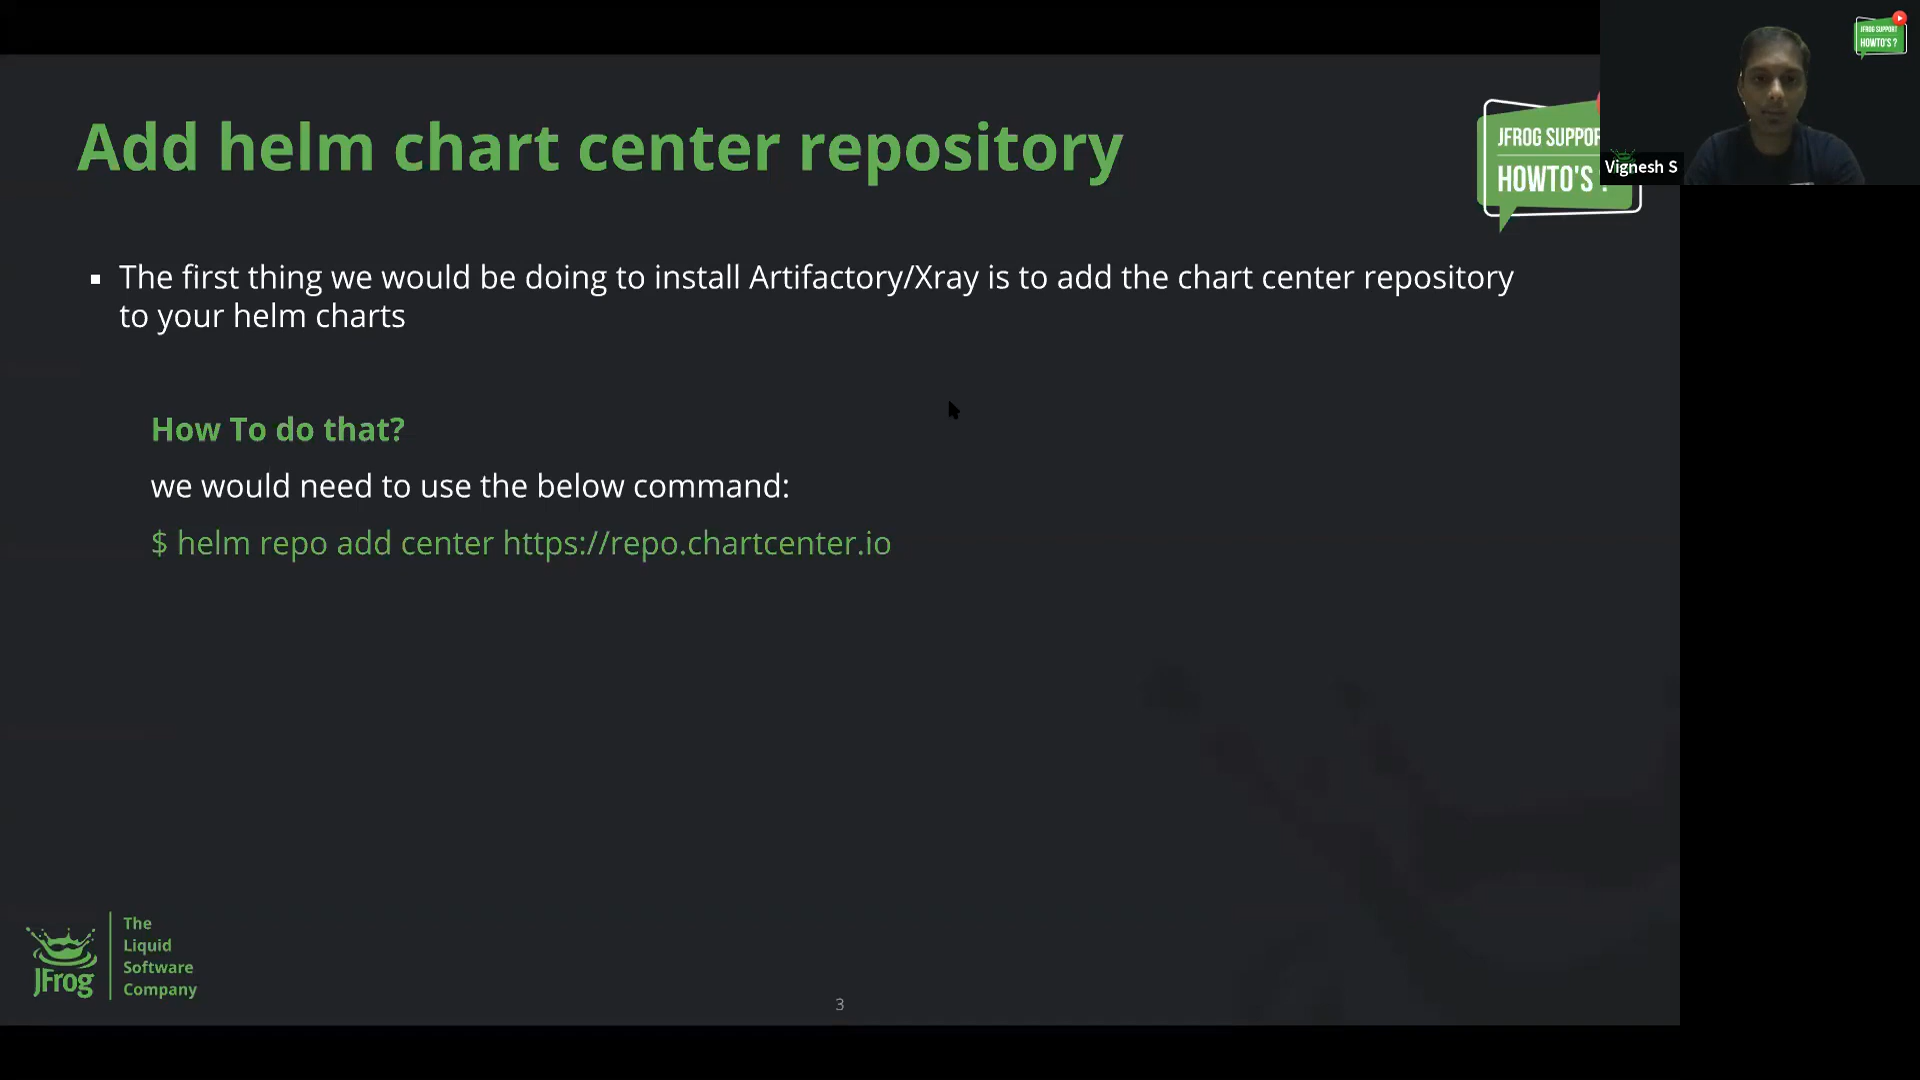 Add helm chart center repository
JFROG SUPPORT
HOWTO'S ?
JFROG SUPPOR
HOWTO'S ?
Vignesh S
▪ The first thing we would be doing to install Artifactory/Xray is to add the chart center repository
to your helm charts
How To do that?
we would need to use the below command:
$ helm repo add center https://repo.chartcenter.io
JFrog
The
Liquid
Software
Company
3